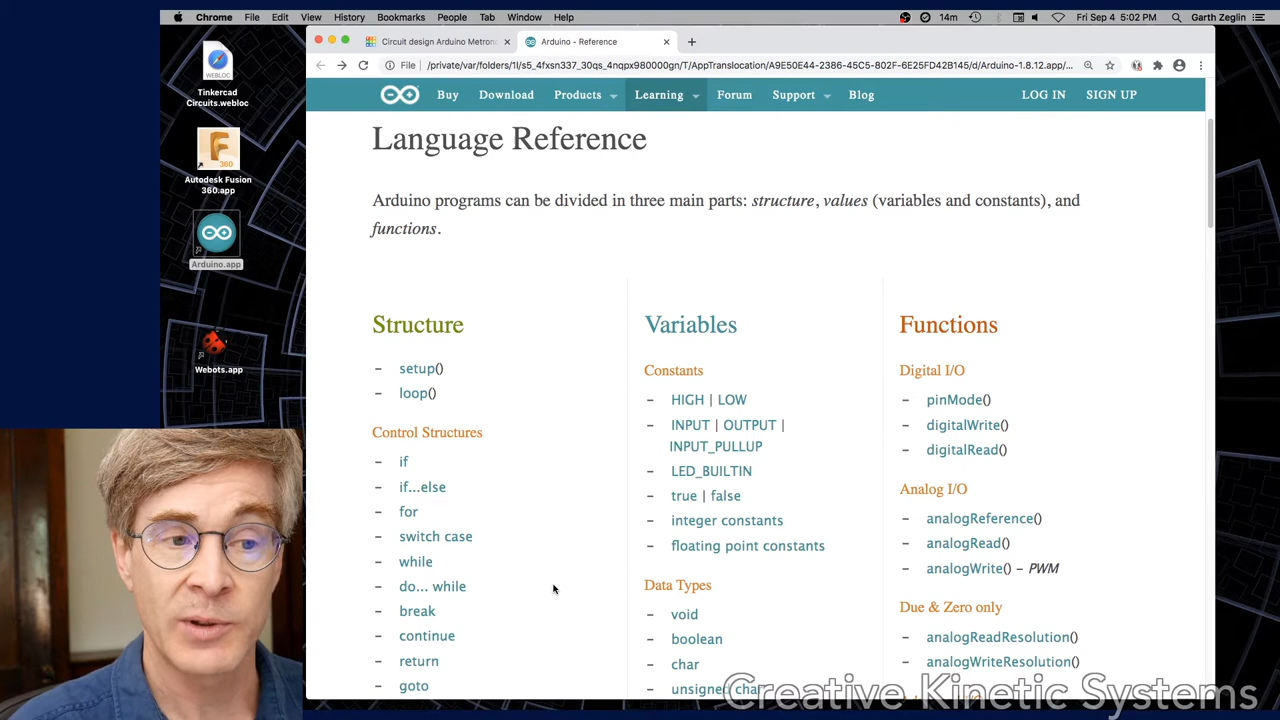 Chrome File Edit View History Bookmarks People Tab Window Help 14m Fri Sep 4 5:02 PM Garth Zeglin
Circuit design Arduino Metron
Arduino - Reference
File /private/var/folders/1l/s5_4fxsn337_30qs_4nqpx980000gn/T/AppTranslocation/A9E50E44-2386-45C5-802F-6E25FD42B145/d/Arduino-1.8.12.app/...
Buy Download Products Learning Forum Support Blog LOG IN SIGN UP
WEBLOC
Tinkercad
Circuits.webloc
360
Autodesk Fusion
360.app
Arduino.app
Webots.app
Language Reference
Arduino programs can be divided in three main parts: structure, values (variables and constants), and
functions.
Structure
– setup()
– loop()
Control Structures
– if
– if...else
– for
– switch case
– while
– do... while
– break
– continue
– return
– goto
Variables
Constants
– HIGH | LOW
– INPUT | OUTPUT |
INPUT_PULLUP
– LED_BUILTIN
– true | false
– integer constants
– floating point constants
Data Types
– void
– boolean
– char
– unsigned char
Functions
Digital I/O
– pinMode()
– digitalWrite()
– digitalRead()
Analog I/O
– analogReference()
– analogRead()
– analogWrite() – PWM
Due & Zero only
– analogReadResolution()
– analogWriteResolution()
Creative Kinetic Systems